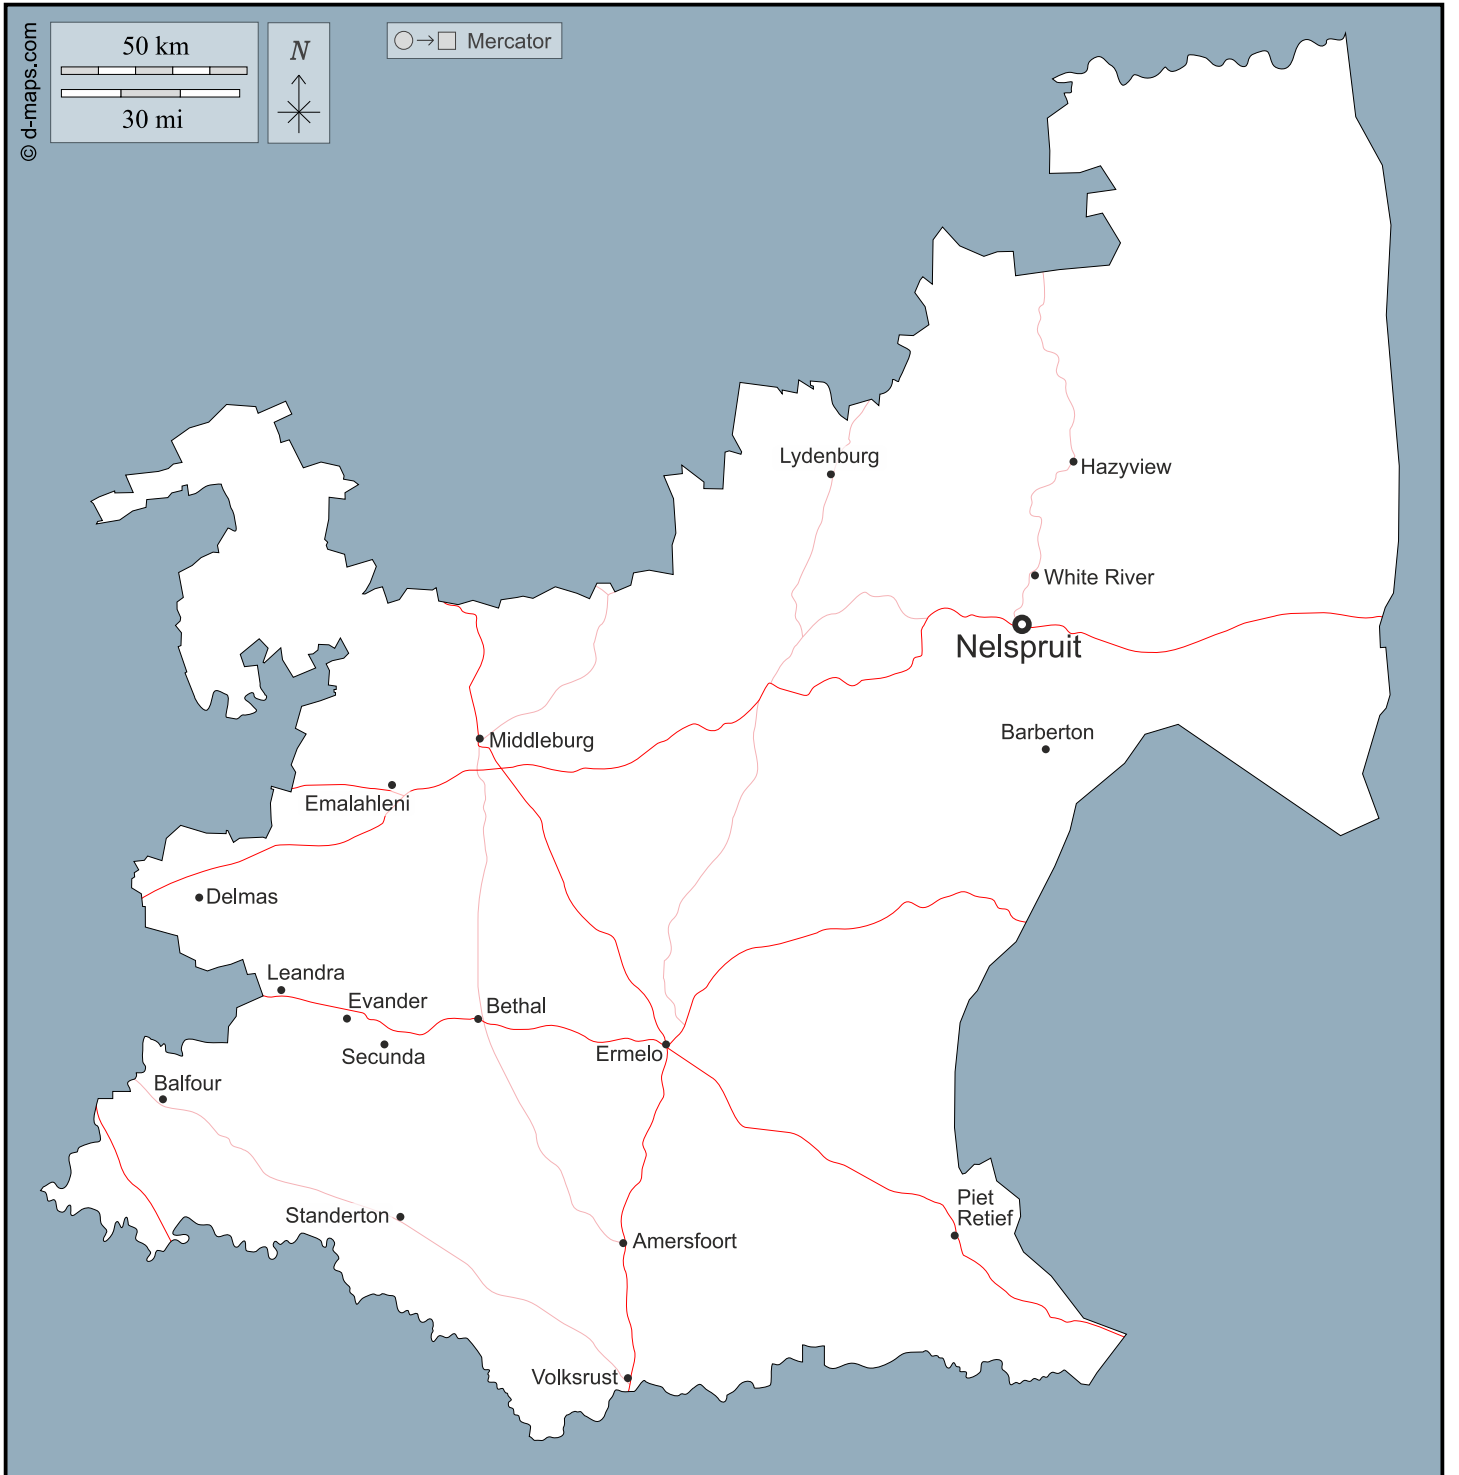 © d-maps.com
50 km
30 mi
N
Mercator
Lydenburg
Hazyview
White River
Nelspruit
Barberton
Middleburg
Emalahleni
Delmas
Leandra
Evander
Bethal
Secunda
Ermelo
Balfour
Piet
Retief
Standerton
Amersfoort
Volksrust